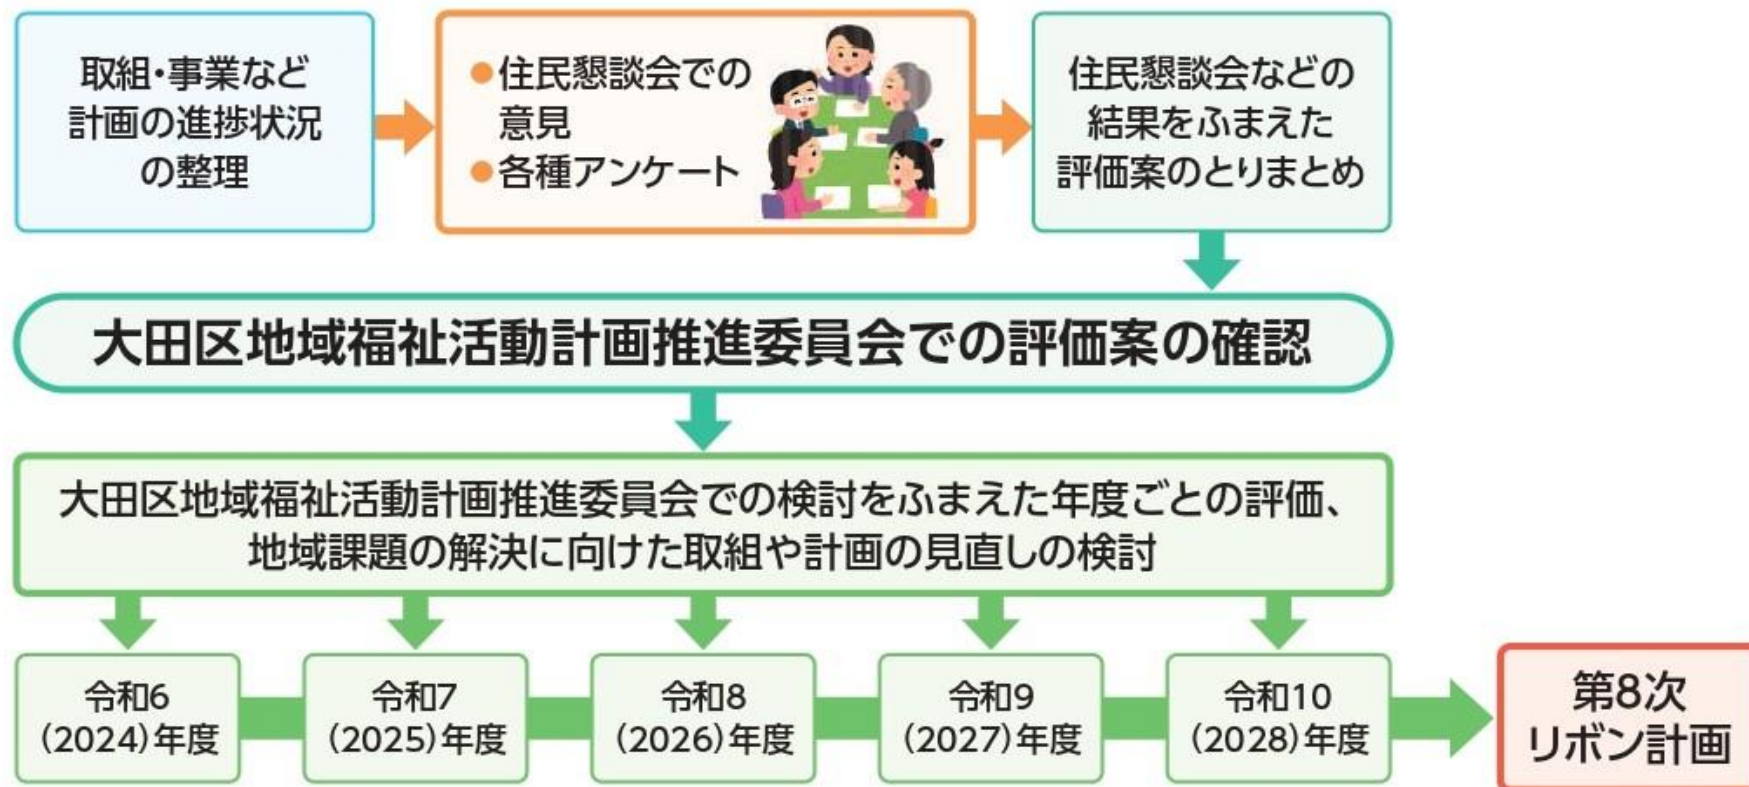 取組・事業など
計画の進捗状況
の整理
●住民懇談会での
意見
●各種アンケート
住民懇談会などの
結果をふまえた
評価案のとりまとめ
大田区地域福祉活動計画推進委員会での評価案の確認
大田区地域福祉活動計画推進委員会での検討をふまえた年度ごとの評価、
地域課題の解決に向けた取組や計画の見直しの検討
令和6
(2024)年度
令和7
(2025)年度
令和8
(2026)年度
令和9
(2027)年度
令和10
(2028)年度
第8次
リボン計画